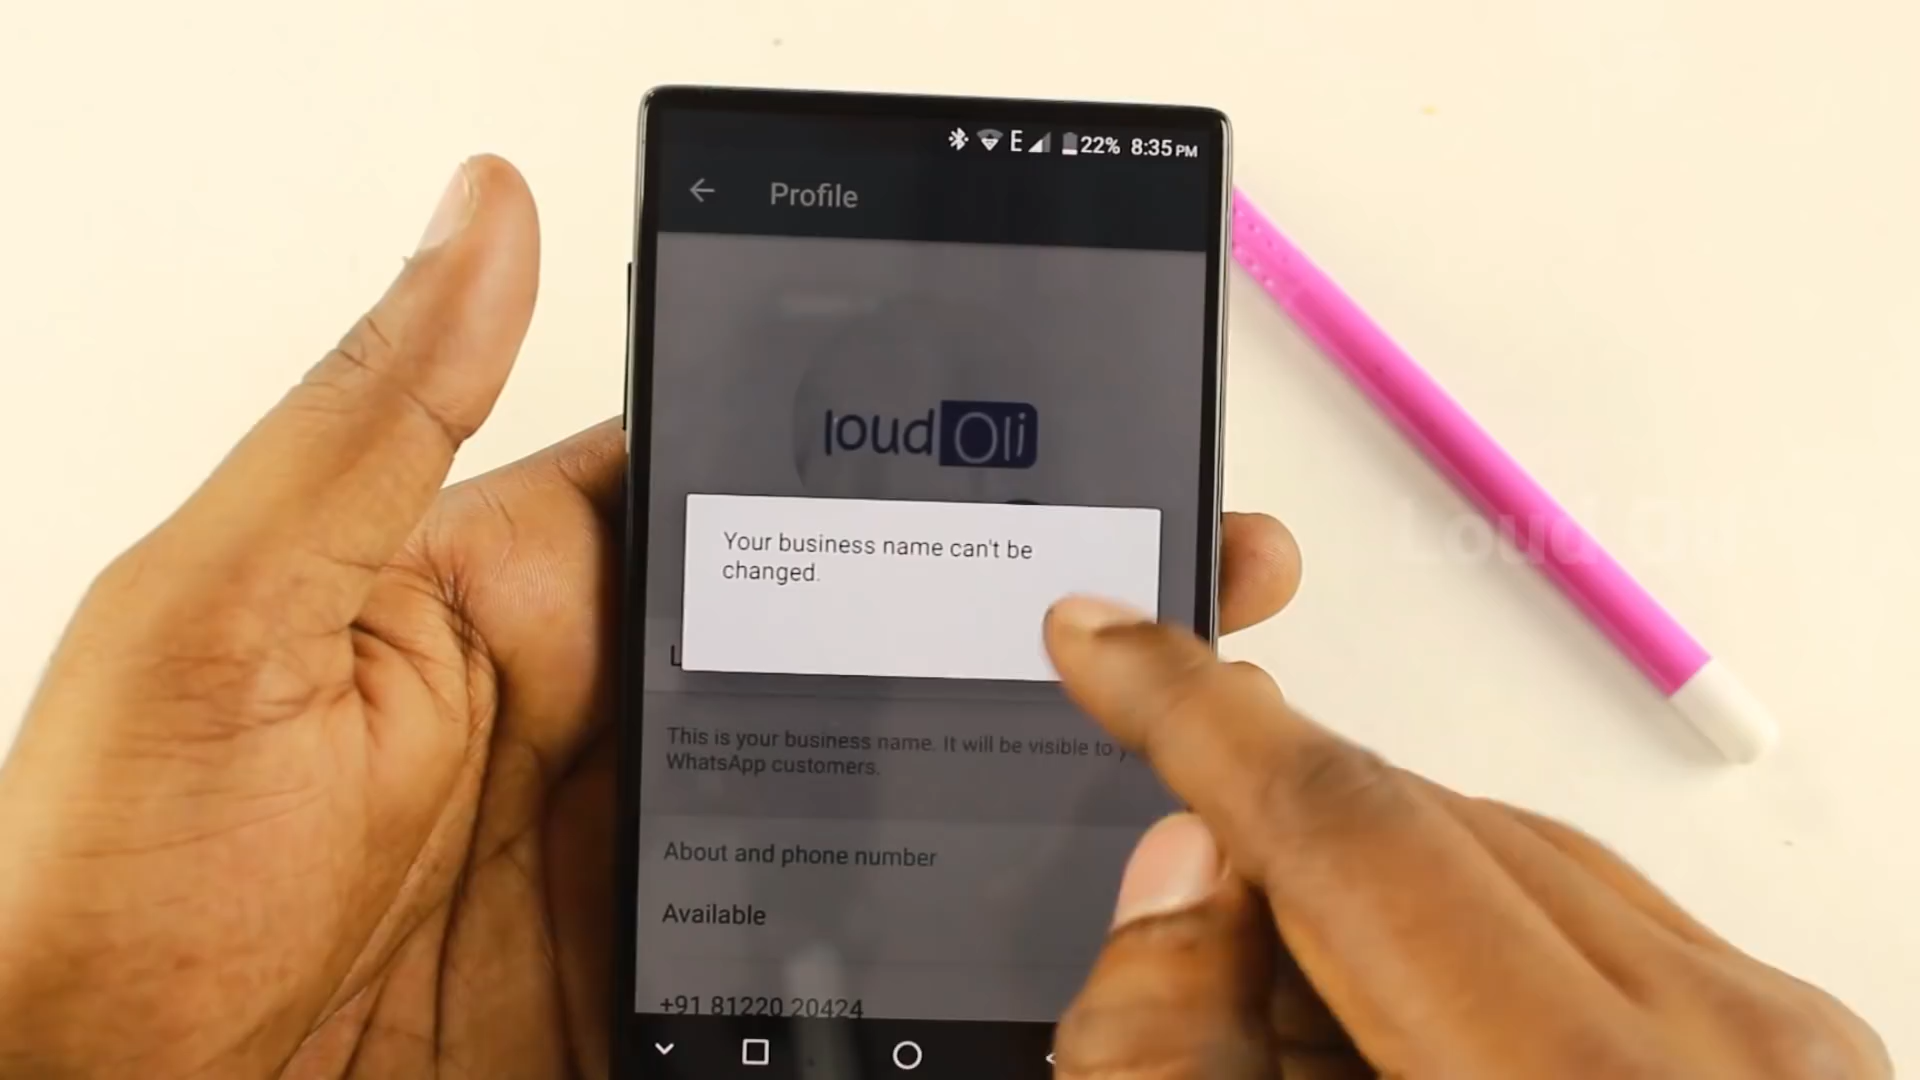 E 22% 8:35 PM
Profile
loudOli
Your business name can't be
changed.
L
This is your business name. It will be visible to y
WhatsApp customers.
About and phone number
Available
+91 81220 20424
Loud